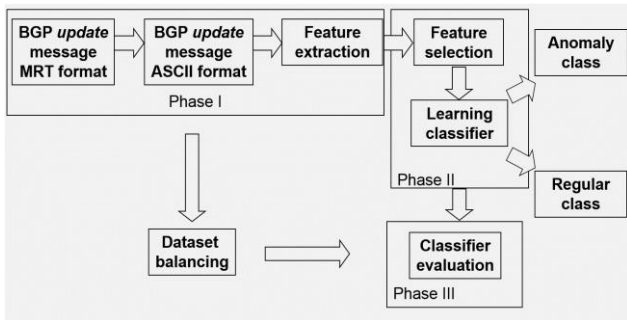 BGP update
message
MRT format
BGP update
message
ASCII format
Feature
extraction
Phase I
Feature
selection
Learning
classifier
Phase II
Anomaly
class
Regular
class
Dataset
balancing
Classifier
evaluation
Phase III